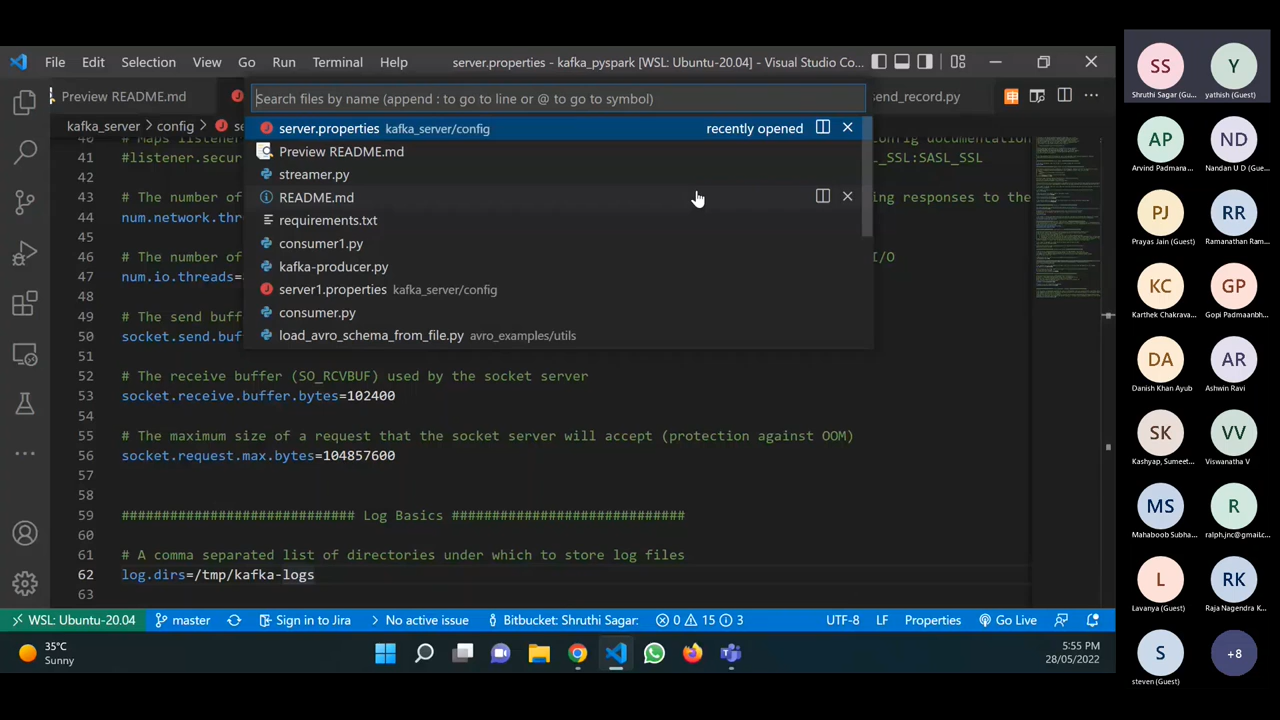 File Edit Selection View Go Run Terminal Help
server.properties - kafka_pyspark [WSL: Ubuntu-20.04] - Visual Studio Co...
Preview README.md
end_record.py
Search files by name (append : to go to line or @ to go to symbol)
kafka_server > config >
server.properties kafka_server/config recently opened
Preview README.md
streamer.py
README.md
requirements.txt
consumer1.py
kafka-producer.py
server1.properties kafka_server/config
consumer.py
load_avro_schema_from_file.py avro_examples/utils
41 #listener.secur L_SSL:SASL_SSL
42
43 # The number of ing responses to the
44 num.network.thr
45
46 # The number of I/O
47 num.io.threads=
48
49 # The send buff
50 socket.send.buf
51
52 # The receive buffer (SO_RCVBUF) used by the socket server
53 socket.receive.buffer.bytes=102400
54
55 # The maximum size of a request that the socket server will accept (protection against OOM)
56 socket.request.max.bytes=104857600
57
58
59 ############################# Log Basics #############################
60
61 # A comma separated list of directories under which to store log files
62 log.dirs=/tmp/kafka-logs
63
WSL: Ubuntu-20.04 master Sign in to Jira No active issue Bitbucket: Shruthi Sagar: 0 15 3 UTF-8 LF Properties Go Live
35°C
Sunny
5:55 PM
28/05/2022
SS Y
Shruthi Sagar (Gu... yathish (Guest)
AP ND
Arvind Padmana... Nandan U D (Gue...
PJ RR
Prayas Jain (Guest) Ramanathan Ram...
KC GP
Karthek Chakrava... Gopi Padmaanbh...
DA AR
Danish Khan Ayub Ashwin Ravi
SK VV
Kashyap, Sumeet... Viswanatha V
MS R
Mahaboob Subha... ralph.jnc@gmail.c...
L RK
Lavanya (Guest) Raja Nagendra K...
S +8
steven (Guest)